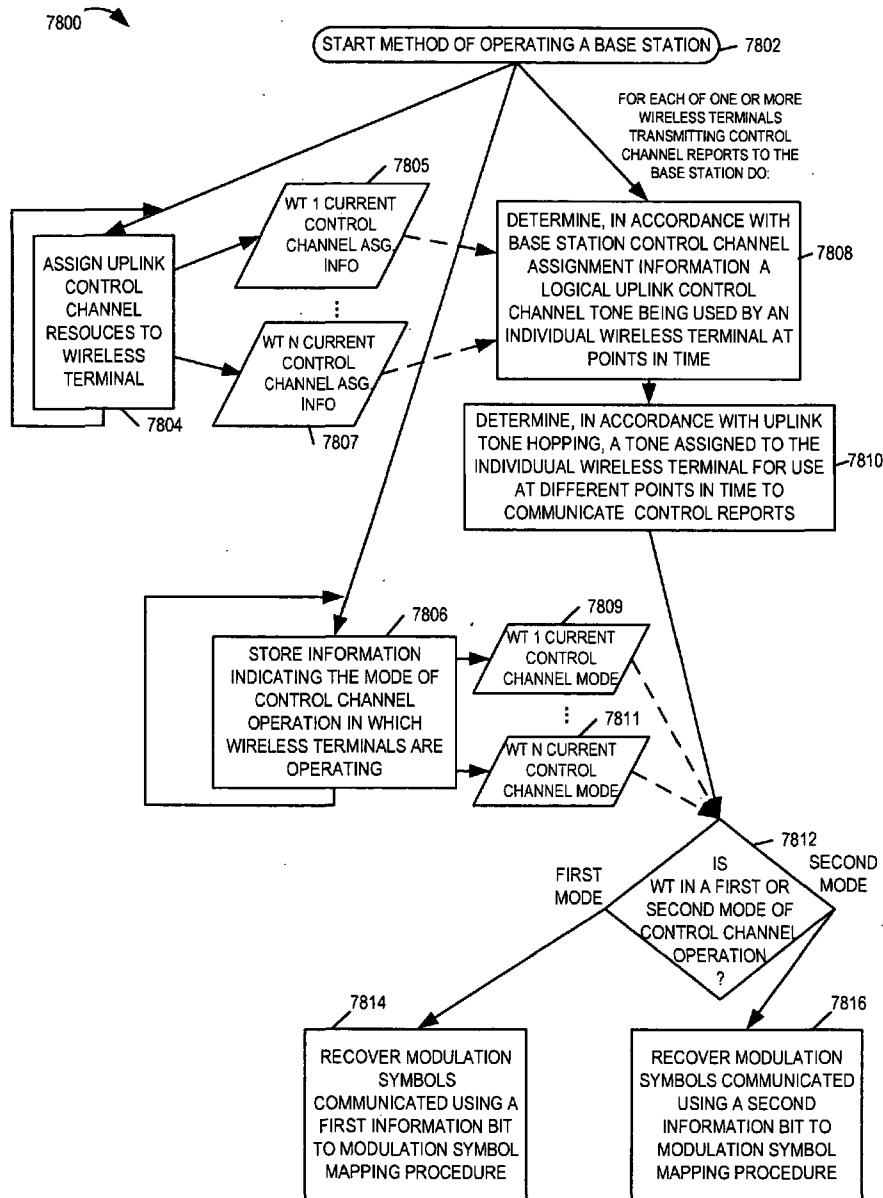 7800
START METHOD OF OPERATING A BASE STATION
7802
FOR EACH OF ONE OR MORE
WIRELESS TERMINALS
TRANSMITTING CONTROL
CHANNEL REPORTS TO THE
BASE STATION DO:
7805
WT 1 CURRENT
CONTROL
CHANNEL ASG.
INFO
ASSIGN UPLINK
CONTROL
CHANNEL
RESOUCES TO
WIRELESS
TERMINAL
7804
WT N CURRENT
CONTROL
CHANNEL ASG.
INFO
7807
DETERMINE, IN ACCORDANCE WITH
BASE STATION CONTROL CHANNEL
ASSIGNMENT INFORMATION A
LOGICAL UPLINK CONTROL
CHANNEL TONE BEING USED BY AN
INDIVIDUAL WIRELESS TERMINAL AT
POINTS IN TIME
7808
DETERMINE, IN ACCORDANCE WITH UPLINK
TONE HOPPING, A TONE ASSIGNED TO THE
INDIVIDUUAL WIRELESS TERMINAL FOR USE
AT DIFFERENT POINTS IN TIME TO
COMMUNICATE CONTROL REPORTS
7810
7806
STORE INFORMATION
INDICATING THE MODE OF
CONTROL CHANNEL
OPERATION IN WHICH
WIRELESS TERMINALS ARE
OPERATING
7809
WT 1 CURRENT
CONTROL
CHANNEL MODE
7811
WT N CURRENT
CONTROL
CHANNEL MODE
7812
FIRST
MODE
IS
WT IN A FIRST OR
SECOND MODE OF
CONTROL CHANNEL
OPERATION
?
SECOND
MODE
7814
RECOVER MODULATION
SYMBOLS
COMMUNICATED USING A
FIRST INFORMATION BIT
TO MODULATION SYMBOL
MAPPING PROCEDURE
7816
RECOVER MODULATION
SYMBOLS COMMUNICATED
USING A SECOND
INFORMATION BIT TO
MODULATION SYMBOL
MAPPING PROCEDURE